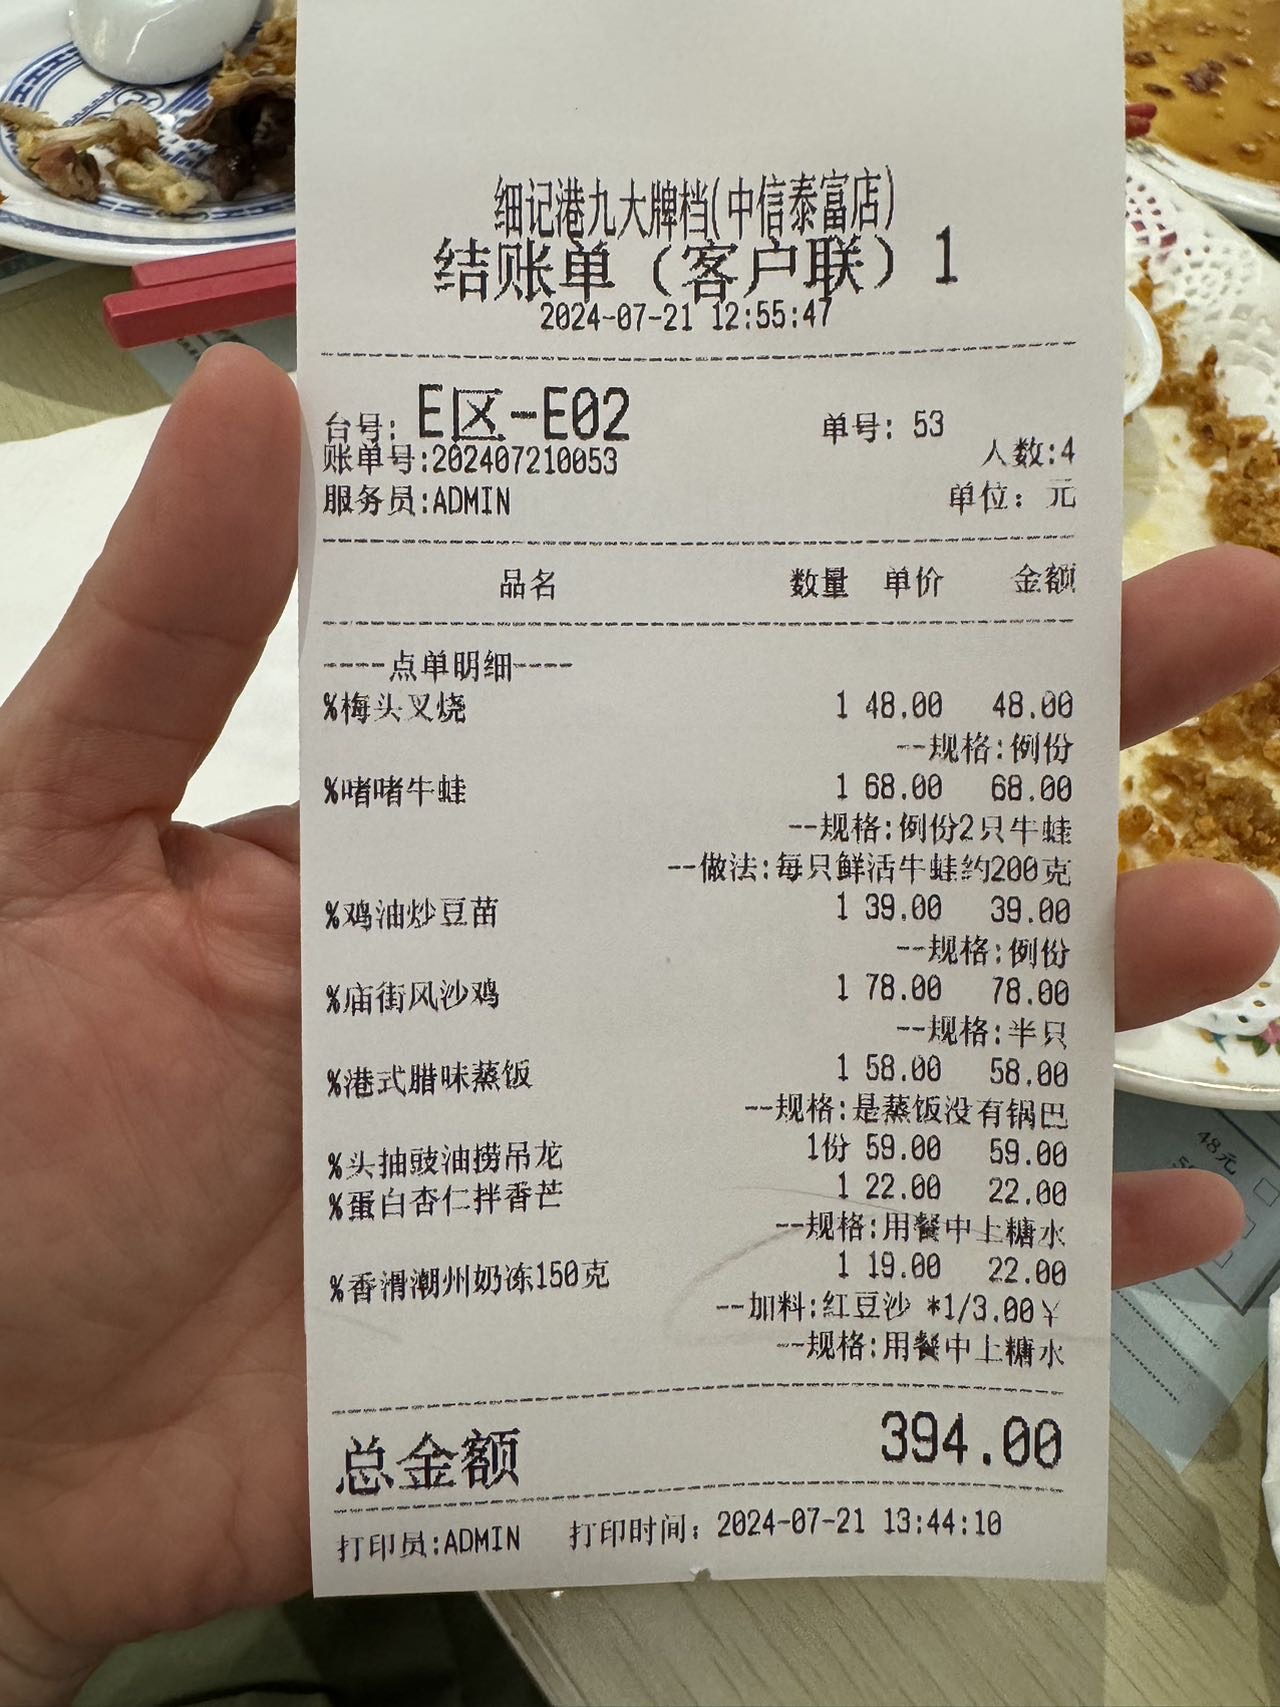 细记港九大牌档(中信泰富店)
结账单（客户联）1
2024-07-21 12:55:47
台号: E区-E02 单号: 53
账单号:202407210053 人数:4
服务员:ADMIN 单位: 元
品名 数量 单价 金额
----点单明细----
%梅头叉烧 1 48.00 48.00
--规格:例份
%啫啫牛蛙 1 68.00 68.00
--规格:例份2只牛蛙
--做法:每只鲜活牛蛙约200克
%鸡油炒豆苗 1 39.00 39.00
--规格:例份
%庙街风沙鸡 1 78.00 78.00
--规格:半只
%港式腊味蒸饭 1 58.00 58.00
--规格:是蒸饭没有锅巴
%头抽豉油捞吊龙 1份 59.00 59.00
%蛋白杏仁拌香芒 1 22.00 22.00
--规格:用餐中上糖水
%香滑潮州奶冻150克 1 19.00 22.00
--加料:红豆沙 *1/3.00￥
--规格:用餐中上糖水
总金额 394.00
打印员:ADMIN 打印时间: 2024-07-21 13:44:10
48元